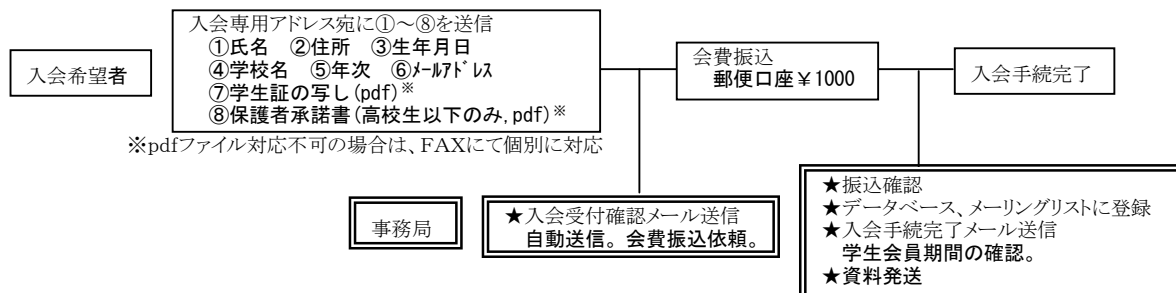 入会希望者
入会専用アドレス宛に①～⑧を送信
①氏名 ②住所 ③生年月日
④学校名 ⑤年次 ⑥ﾒｰﾙｱﾄﾞﾚｽ
⑦学生証の写し(pdf)※
⑧保護者承諾書(高校生以下のみ,pdf)※
※pdfファイル対応不可の場合は、FAXにて個別に対応
会費振込
郵便口座￥1000
入会手続完了
事務局
★入会受付確認メール送信
自動送信。会費振込依頼。
★振込確認
★データベース、メーリングリストに登録
★入会手続完了メール送信
学生会員期間の確認。
★資料発送